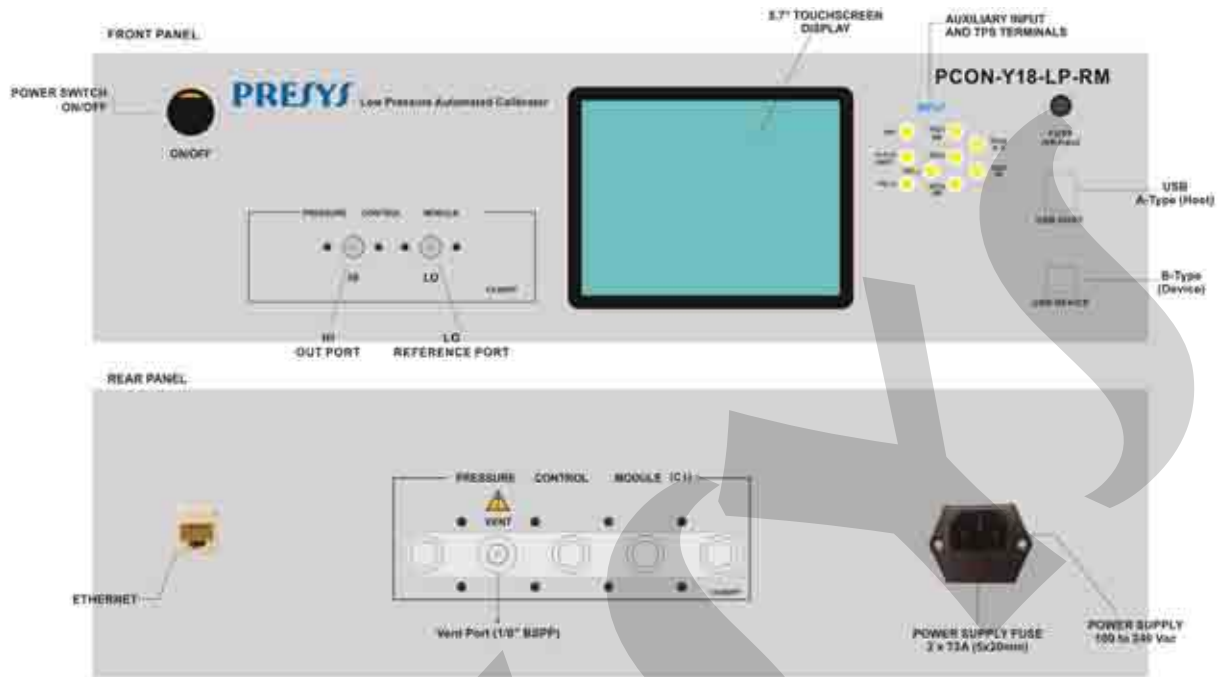 FRONT PANEL
5.7" TOUCHSCREEN
DISPLAY
AUXILIARY INPUT
AND TPS TERMINALS
POWER SWITCH
ON/OFF
PRESYS Low Pressure Automated Calibrator
PCON-Y18-LP-RM
INPUT
ON/OFF
USB
A-Type (Host)
USB HOST
PRESSURE CONTROL MODULE
HI
LO
B-Type
(Device)
USB DEVICE
HI
OUT PORT
LO
REFERENCE PORT
REAR PANEL
PRESSURE CONTROL MODULE (C1)
VENT
ETHERNET
Vent Port (1/8" BSPP)
POWER SUPPLY FUSE
POWER SUPPLY
100 to 240 Vac